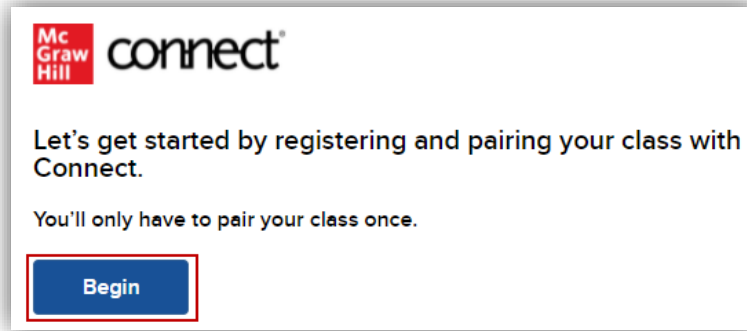 Mc
Graw
Hill
connect®
Let's get started by registering and pairing your class with
Connect.
You'll only have to pair your class once.
Begin